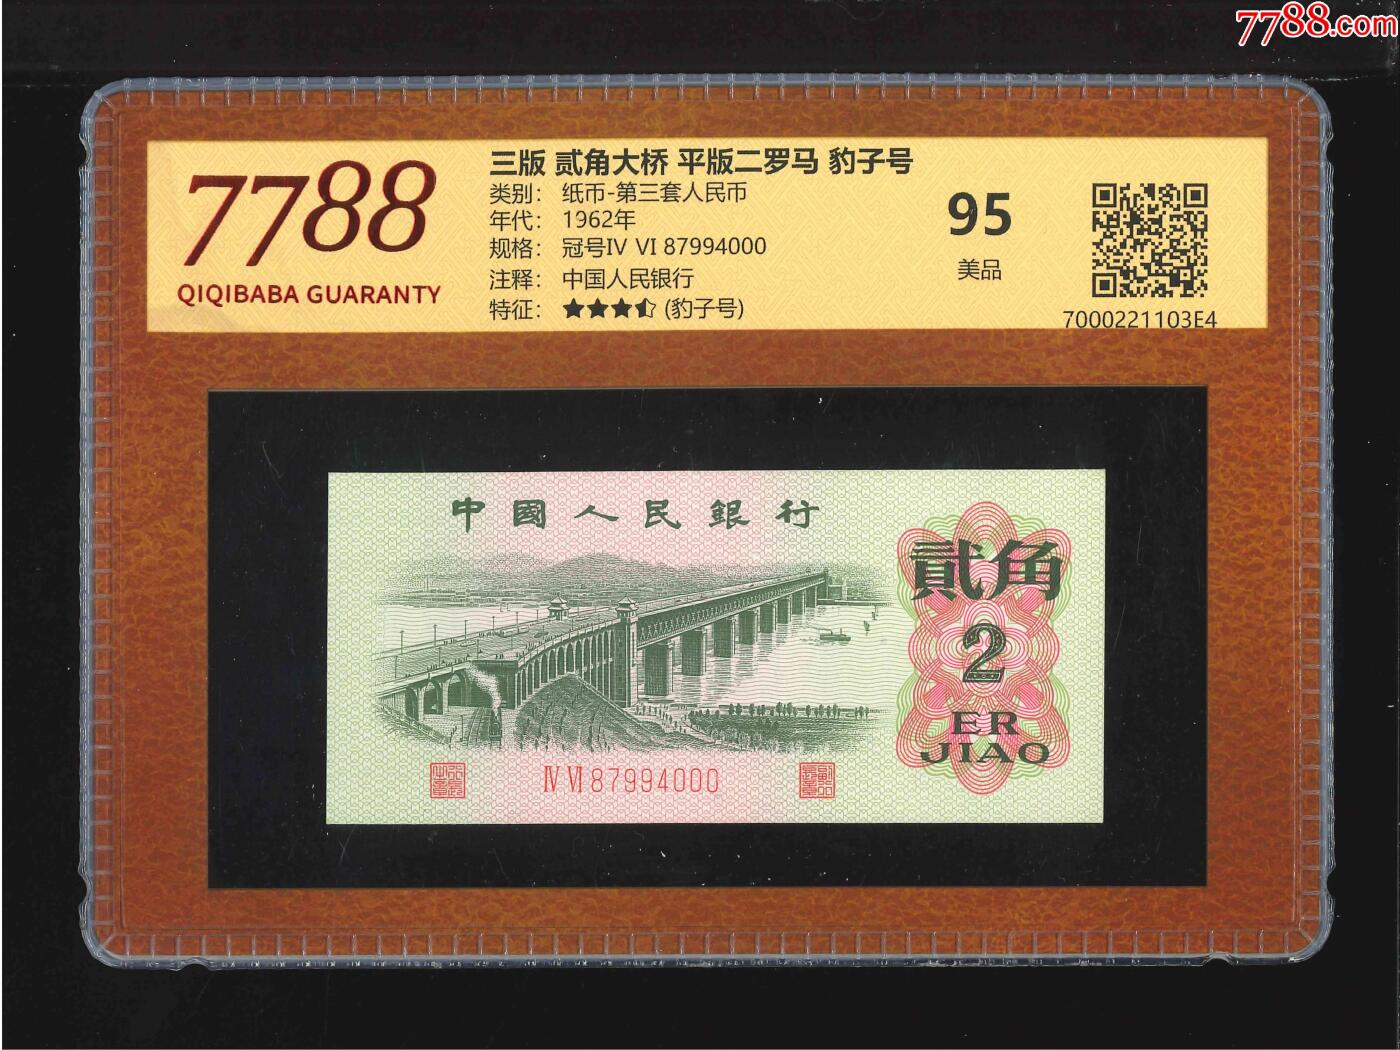 7788.com
7788
QIQIBABA GUARANTY
三版 贰角大桥 平版二罗马 豹子号
类别: 纸币-第三套人民币
年代: 1962年
规格: 冠号Ⅳ Ⅵ 87994000
注释: 中国人民银行
特征: ★★★⯪ (豹子号)
95
美品
7000221103E4
中國人民銀行
貳角
2
ER
JIAO
Ⅳ Ⅵ 87994000